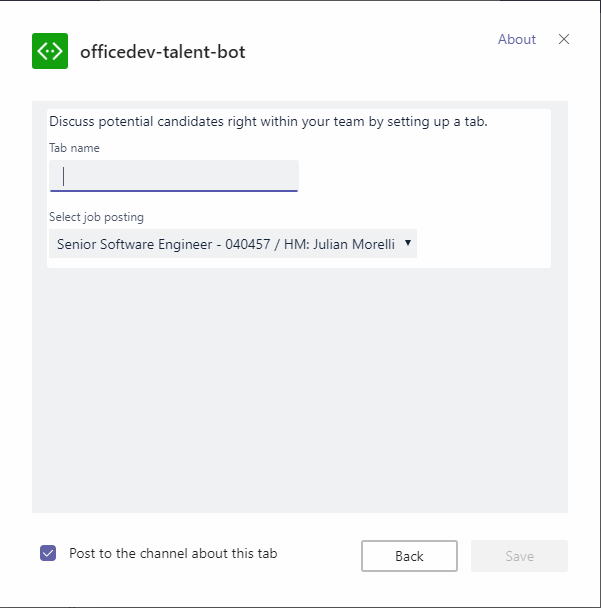 officedev-talent-bot
About
Discuss potential candidates right within your team by setting up a tab.
Tab name
Select job posting
Senior Software Engineer - 040457 / HM: Julian Morelli
Post to the channel about this tab
Back
Save